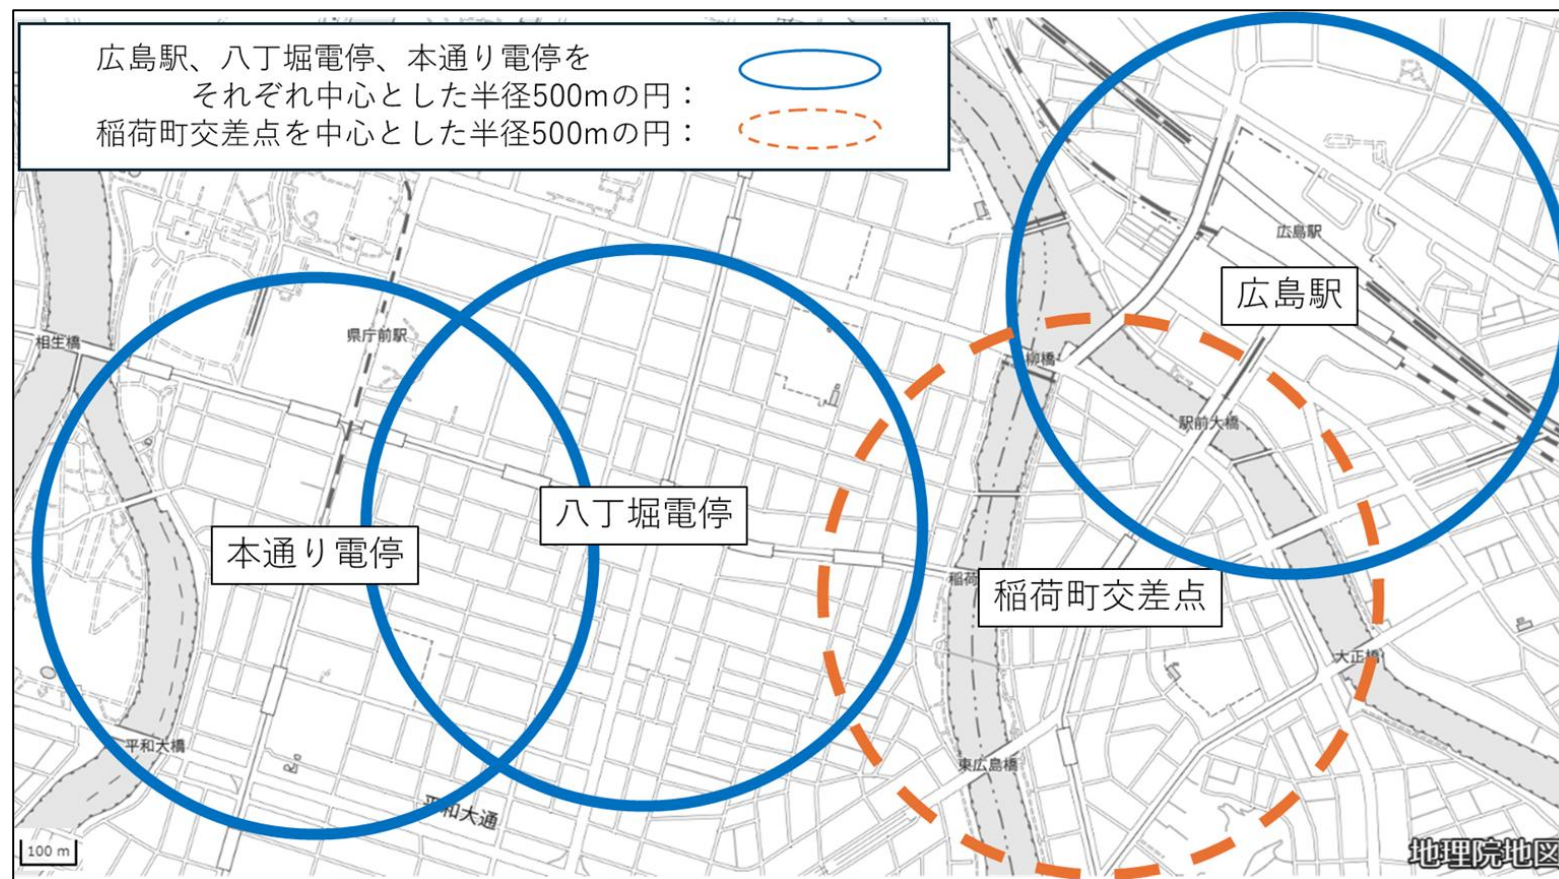 広島駅、八丁堀電停、本通り電停を
それぞれ中心とした半径500mの円：
稲荷町交差点を中心とした半径500mの円：
広島駅
広島駅
県庁前駅
相生橋
柳橋
駅前大橋
八丁堀電停
本通り電停
稲荷
稲荷町交差点
大正橋
平和大橋
東広島橋
平和大通
100 m
地理院地図